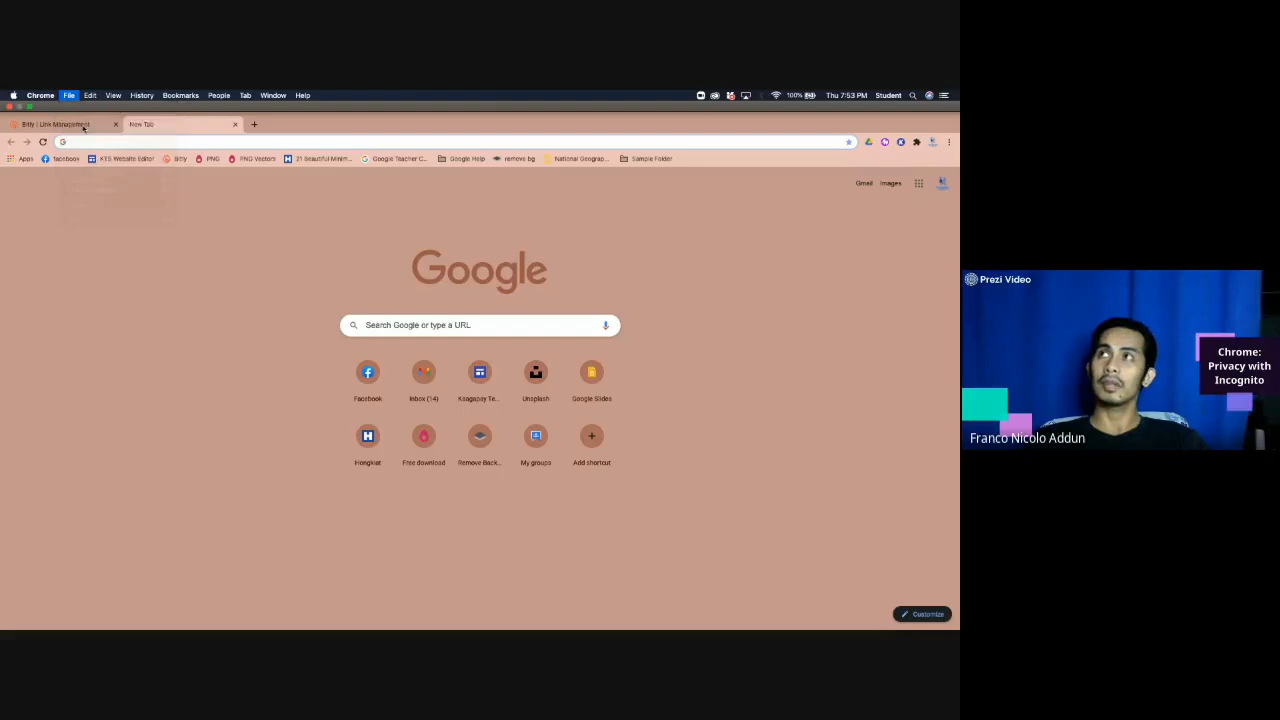 Chrome File Edit View History Bookmarks People Tab Window Help
100% Thu 7:53 PM Student
Bitly | Link Management New Tab
Apps Facebook KTS Website Editor Bitly PNG PNG Vectors 21 Beautiful Minim... Google Teacher C... Google Help remove bg National Geograp... Sample Folder
Gmail Images
Google
Search Google or type a URL
Facebook Inbox (14) Kaagapay Te... Unsplash Google Slides
Hongkiat Free download Remove Back... My groups Add shortcut
Customize
Prezi Video
Chrome:
Privacy with
Incognito
Franco Nicolo Addun